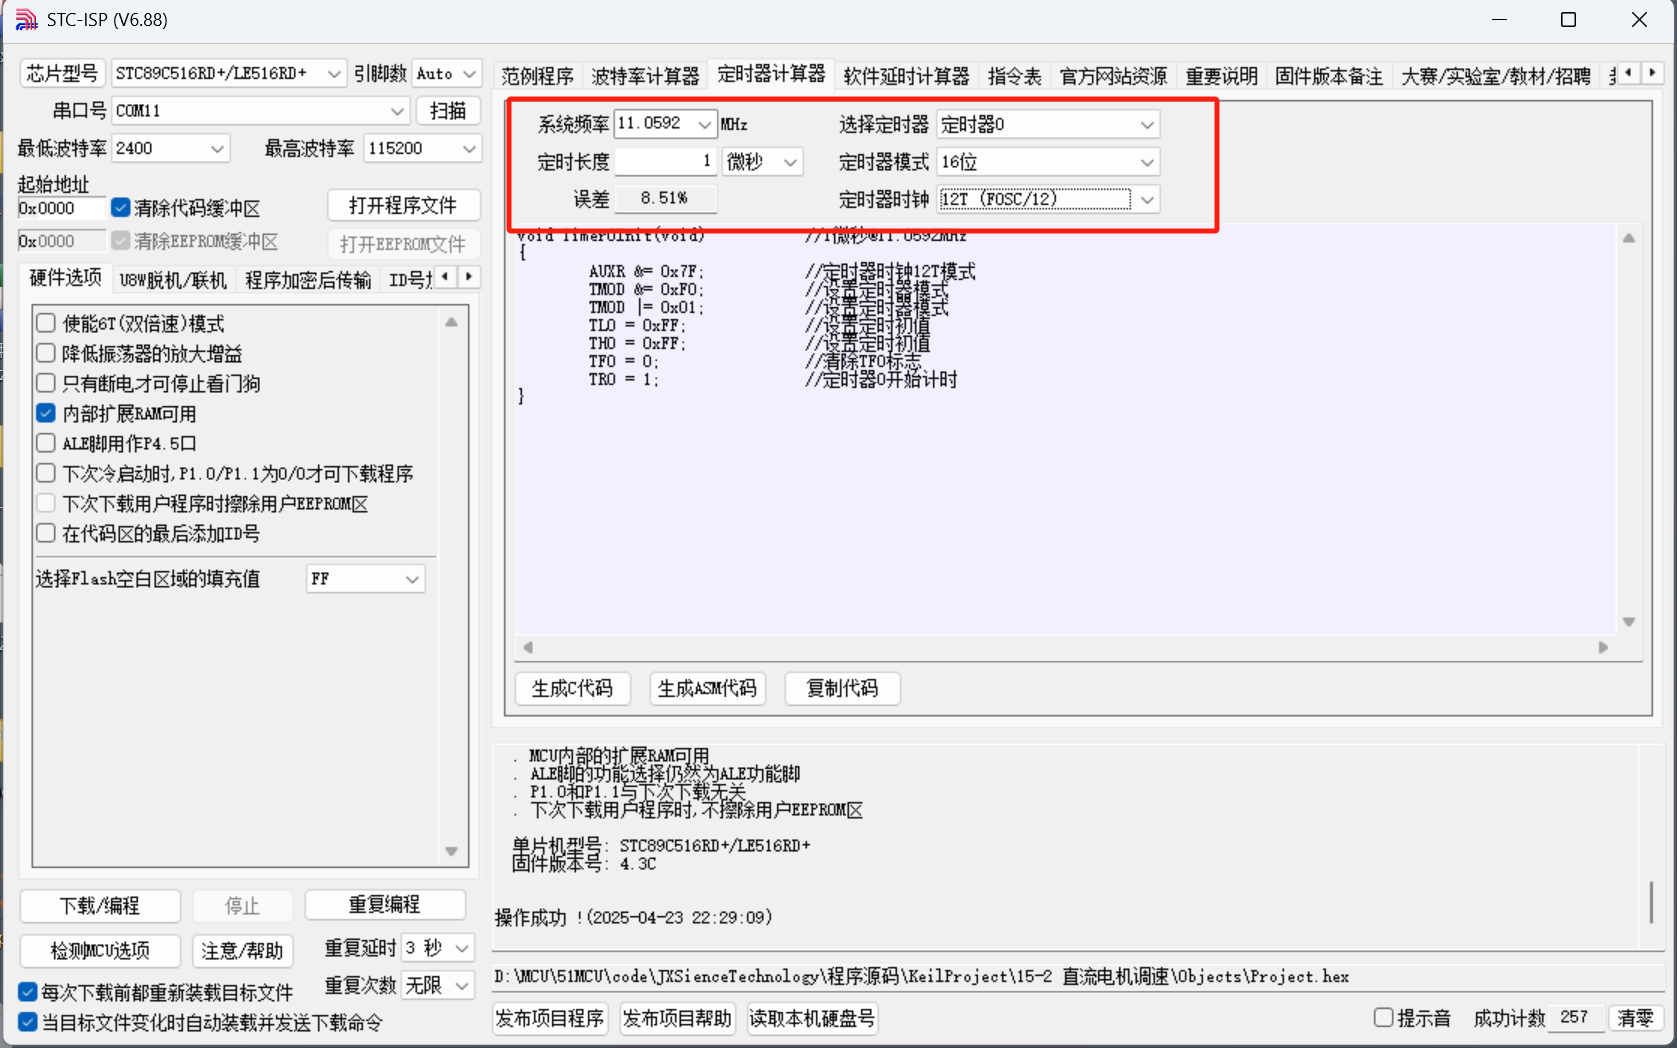 STC-ISP (V6.88)
芯片型号 STC89C516RD+/LE516RD+ 引脚数 Auto
串口号 COM11 扫描
最低波特率 2400 最高波特率 115200
起始地址
0x0000 清除代码缓冲区 打开程序文件
0x0000 清除EEPROM缓冲区 打开EEPROM文件
硬件选项 U8W脱机/联机 程序加密后传输
使能6T(双倍速)模式
降低振荡器的放大增益
只有断电才可停止看门狗
内部扩展RAM可用
ALE脚用作P4.5口
下次冷启动时,P1.0/P1.1为0/0才可下载程序
下次下载用户程序时擦除用户EEPROM区
在代码区的最后添加ID号
选择Flash空白区域的填充值 FF
下载/编程 停止 重复编程
检测MCU选项 注意/帮助 重复延时 3 秒
重复次数 无限
每次下载前都重新装载目标文件
当目标文件变化时自动装载并发送下载命令
范例程序 波特率计算器 定时器计算器 软件延时计算器 指令表 官方网站资源 重要说明 固件版本备注 大赛/实验室/教材/招聘
系统频率 11.0592 MHz 选择定时器 定时器0
定时长度 1 微秒 定时器模式 16位
误差 8.51% 定时器时钟 12T (FOSC/12)
void Timer0Init(void) //1微秒@11.0592MHz
{
AUXR &= 0x7F; //定时器时钟12T模式
TMOD &= 0xF0; //设置定时器模式
TMOD |= 0x01; //设置定时器模式
TL0 = 0xFF; //设置定时初值
TH0 = 0xFF; //设置定时初值
TF0 = 0; //清除TF0标志
TR0 = 1; //定时器0开始计时
}
生成C代码 生成ASM代码 复制代码
. MCU内部的扩展RAM可用
. ALE脚的功能选择仍然为ALE功能脚
. P1.0和P1.1与下次下载无关
. 下次下载用户程序时,不擦除用户EEPROM区
单片机型号: STC89C516RD+/LE516RD+
固件版本号: 4.3C
操作成功 !(2025-04-23 22:29:09)
D:\MCU\51MCU\code\JXSienceTechnology\程序源码\KeilProject\15-2 直流电机调速\Objects\Project.hex
发布项目程序 发布项目帮助 读取本机硬盘号 提示音 成功计数 257 清零